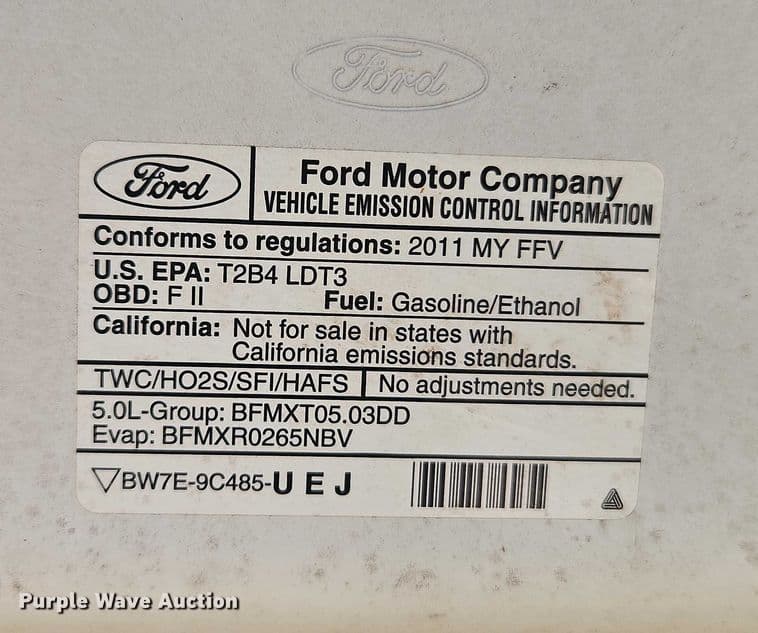 Ford
Ford
Ford Motor Company
VEHICLE EMISSION CONTROL INFORMATION
Conforms to regulations: 2011 MY FFV
U.S. EPA: T2B4 LDT3
OBD: F II Fuel: Gasoline/Ethanol
California: Not for sale in states with
California emissions standards.
TWC/HO2S/SFI/HAFS No adjustments needed.
5.0L-Group: BFMXT05.03DD
Evap: BFMXR0265NBV
BW7E-9C485-U E J
Purple Wave Auction